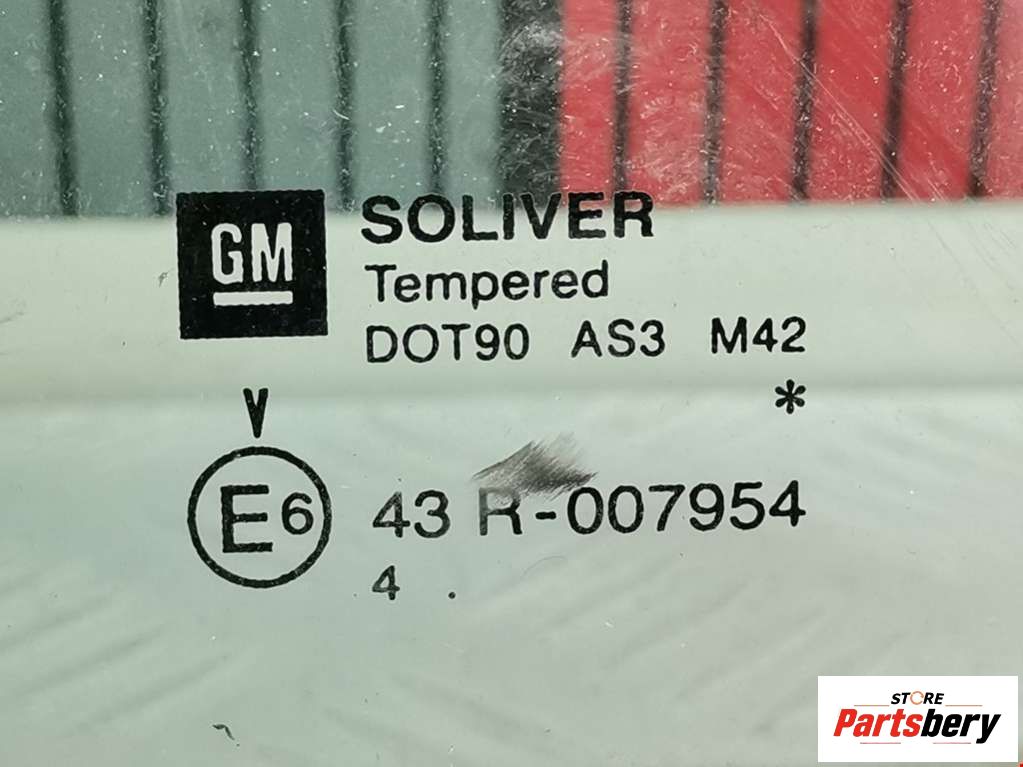 GM
SOLIVER
Tempered
DOT90 AS3 M42
V *
E6 43 R-007954
4 .
STORE
Partsbery